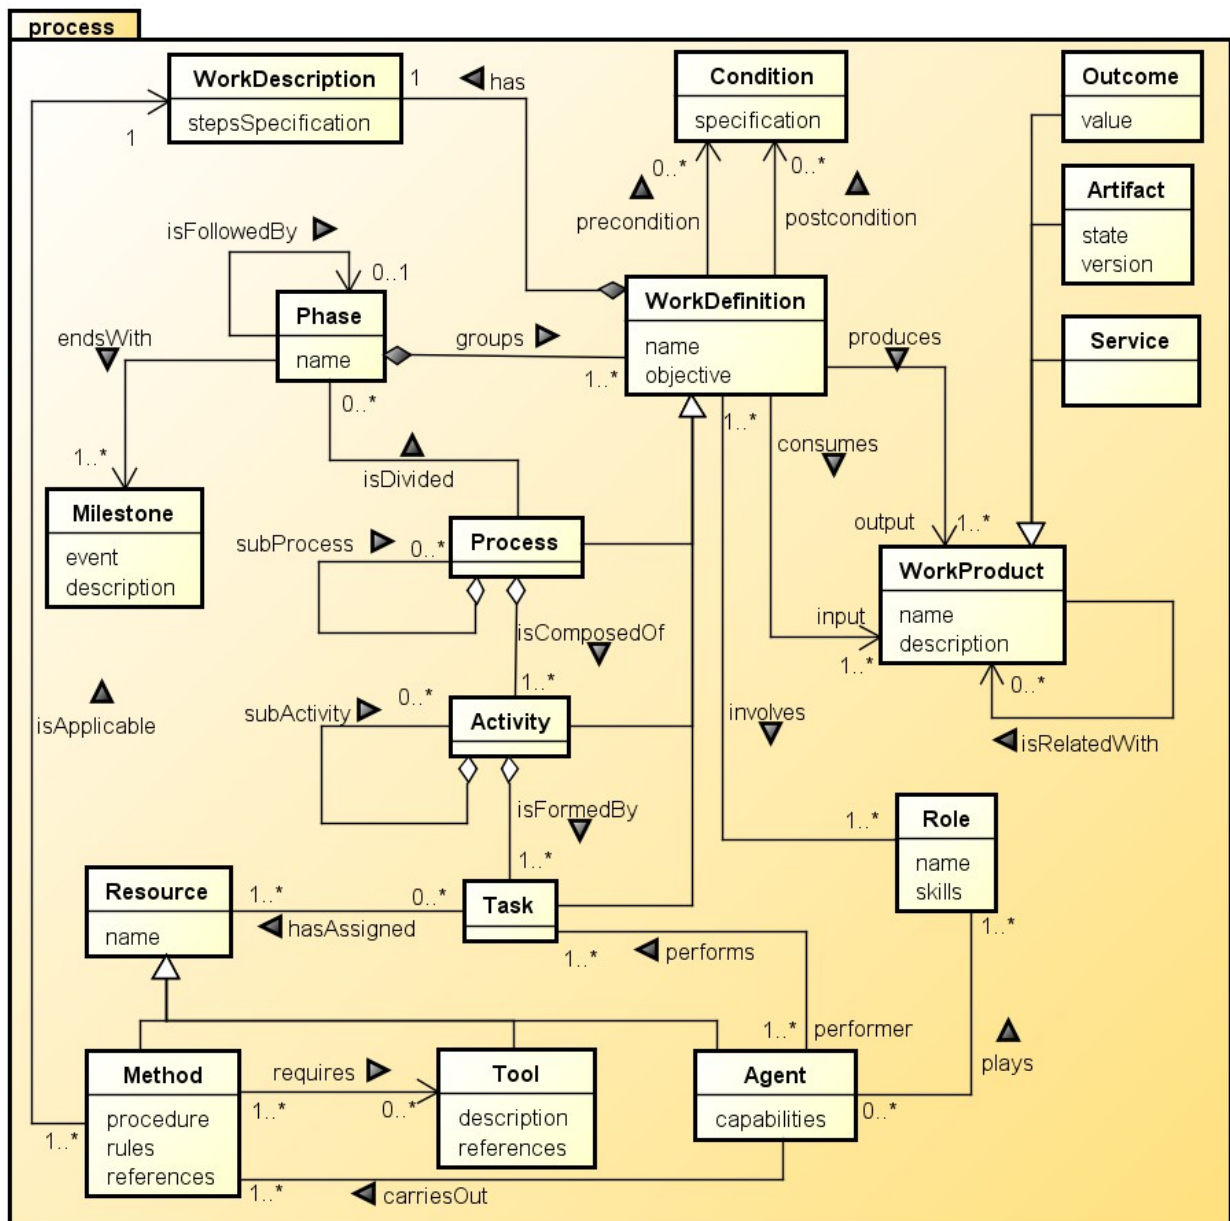 process
WorkDescription
stepsSpecification
1
has
1
Condition
specification
0..*
0..*
precondition
postcondition
Outcome
value
Artifact
state
version
Service
isFollowedBy
0..1
Phase
name
endsWith
groups
1..*
WorkDefinition
name
objective
produces
0..*
isDivided
1..*
1..*
consumes
Milestone
event
description
subProcess
0..*
Process
output
1..*
WorkProduct
name
description
input
1..*
0..*
isRelatedWith
isComposedOf
1..*
isApplicable
subActivity
0..*
Activity
involves
isFormedBy
1..*
1..*
Role
name
skills
1..*
Resource
name
1..*
0..*
hasAssigned
Task
1..*
performs
1..*
performer
plays
Method
procedure
rules
references
requires
1..*
0..*
Tool
description
references
Agent
capabilities
0..*
1..*
1..*
carriesOut